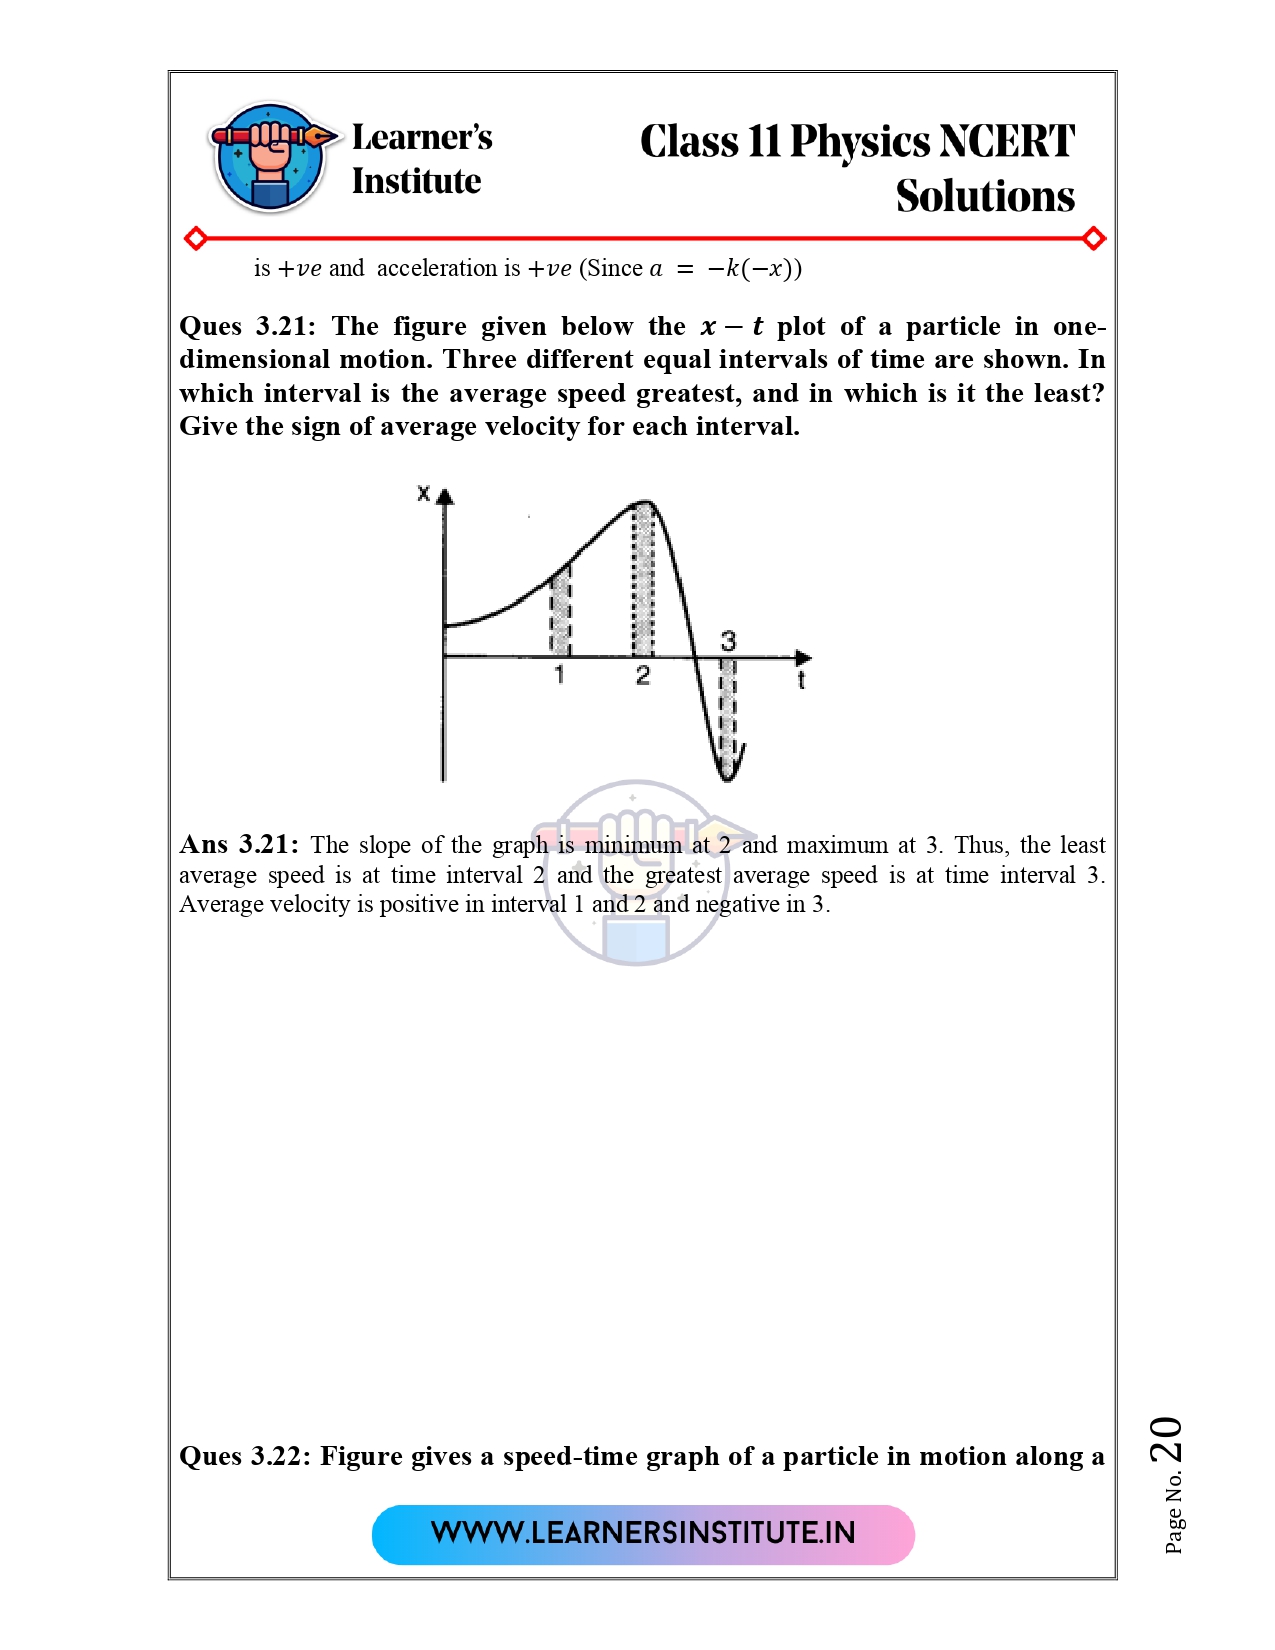 Learner's
Institute
Class 11 Physics NCERT
Solutions
is +ve and acceleration is +ve (Since a = −k(−x))
Ques 3.21: The figure given below the x − t plot of a particle in one-
dimensional motion. Three different equal intervals of time are shown. In
which interval is the average speed greatest, and in which is it the least?
Give the sign of average velocity for each interval.
x
3
1
2
t
Ans 3.21: The slope of the graph is minimum at 2 and maximum at 3. Thus, the least
average speed is at time interval 2 and the greatest average speed is at time interval 3.
Average velocity is positive in interval 1 and 2 and negative in 3.
Ques 3.22: Figure gives a speed-time graph of a particle in motion along a
Page No. 20
WWW.LEARNERSINSTITUTE.IN